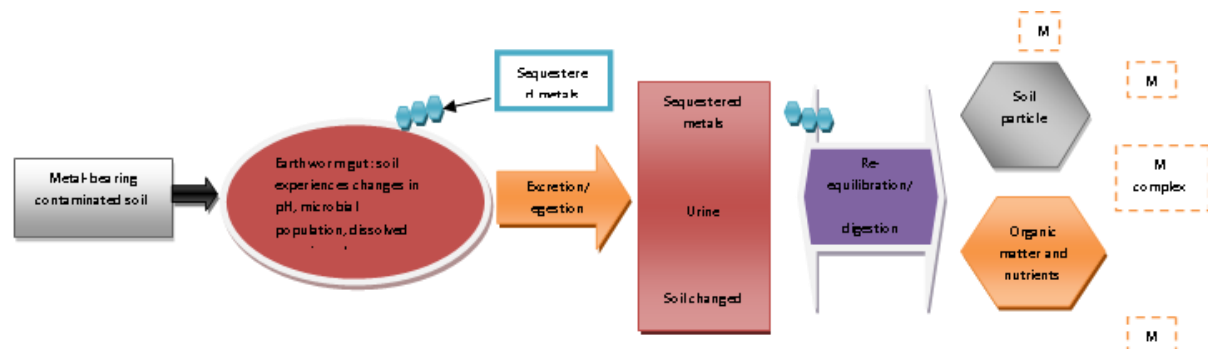 Metal-bearing
contaminated soil
Earthworm gut: soil
experiences changes in
pH, microbial
population, dissolved
Sequestere
d metals
Excretion/
egestion
Sequestered
metals
Urine
Soil changed
Re-
equilibration/
digestion
M
Soil
particle
M
M
complex
Organic
matter and
nutrients
M